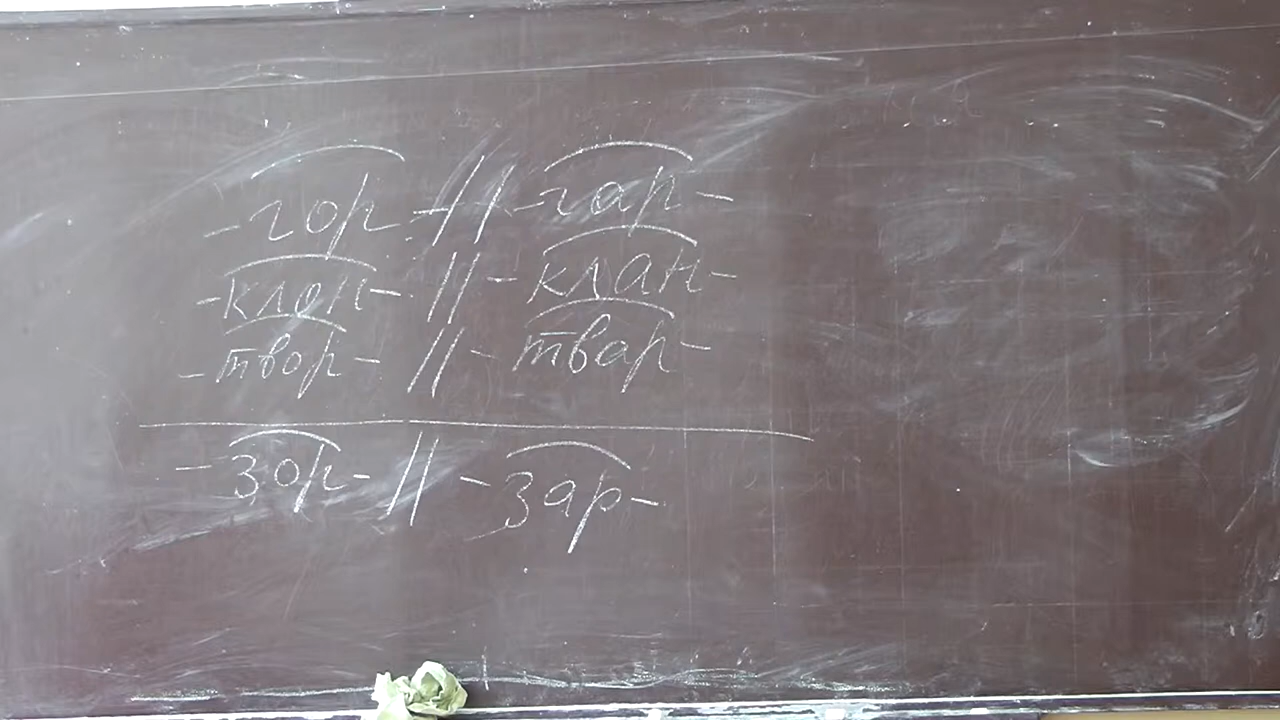 -гор- // -гар-
-клон- // -клан-
-твор- // -твар-
-зор- // -зар-